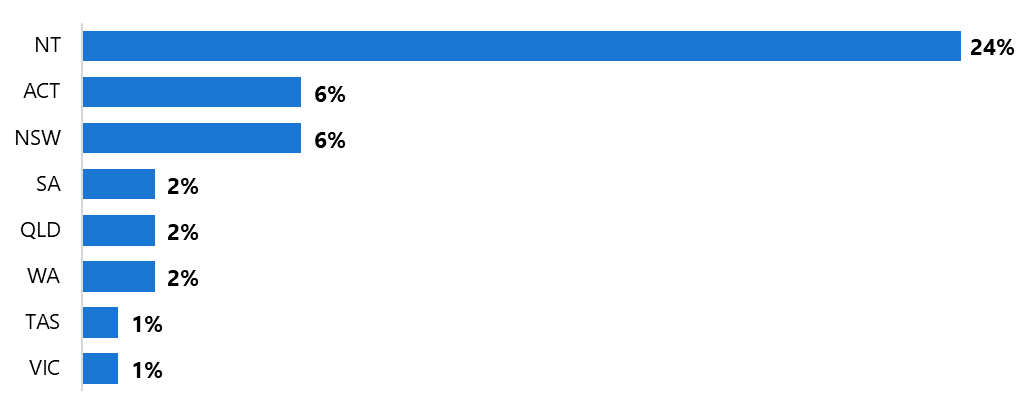 NT 24%
ACT 6%
NSW 6%
SA 2%
QLD 2%
WA 2%
TAS 1%
VIC 1%